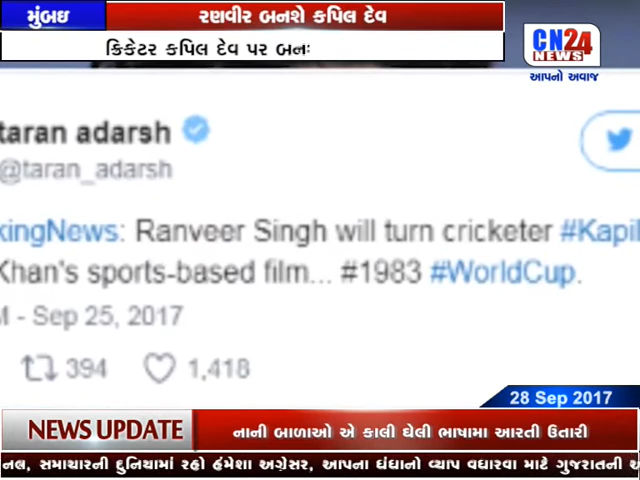 મુંબઇ
રણવીર બનશે કપિલ દેવ
ક્રિકેટર કપિલ દેવ પર બનઃ
CN24
NEWS
આપનો અવાજ
taran adarsh
@taran_adarsh
kingNews: Ranveer Singh will turn cricketer #Kapil
Khan's sports-based film... #1983 #WorldCup.
M - Sep 25, 2017
394 1,418
28 Sep 2017
NEWS UPDATE
નાની બાળાઓ એ કાલી ઘેલી ભાષામા આરતી ઉતારી
નલ, સમાચારની દુનિયામાં રહો હંમેશા અગ્રેસર, આપના ધંધાનો વ્યાપ વધારવા માટે ગુજરાતની